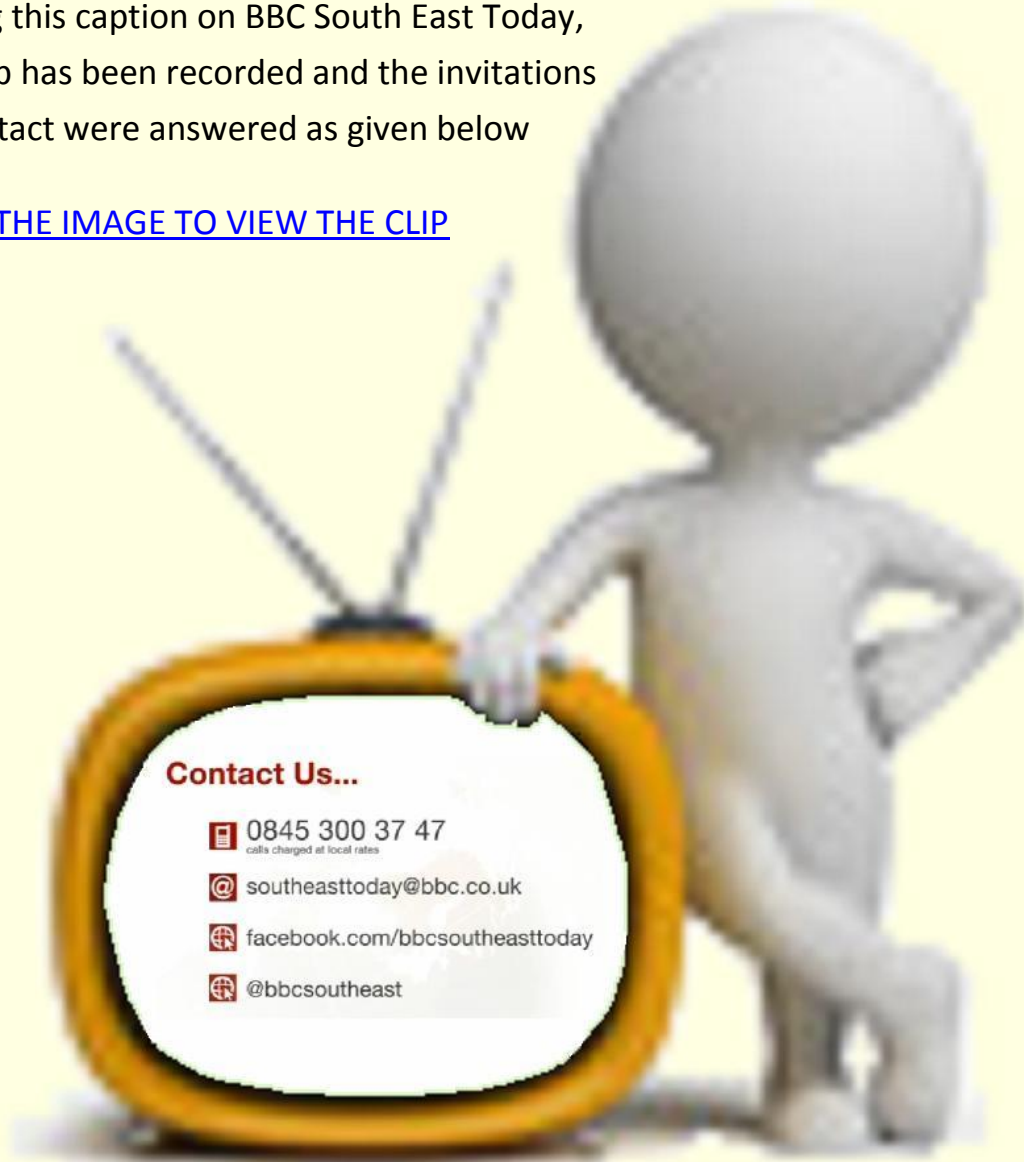 this caption on BBC South East Today,
has been recorded and the invitations
were answered as given below
THE IMAGE TO VIEW THE CLIP
Contact Us...
0845 300 37 47
calls charged at local rates
@ southeasttoday@bbc.co.uk
facebook.com/bbcsoutheasttoday
@bbcsoutheast